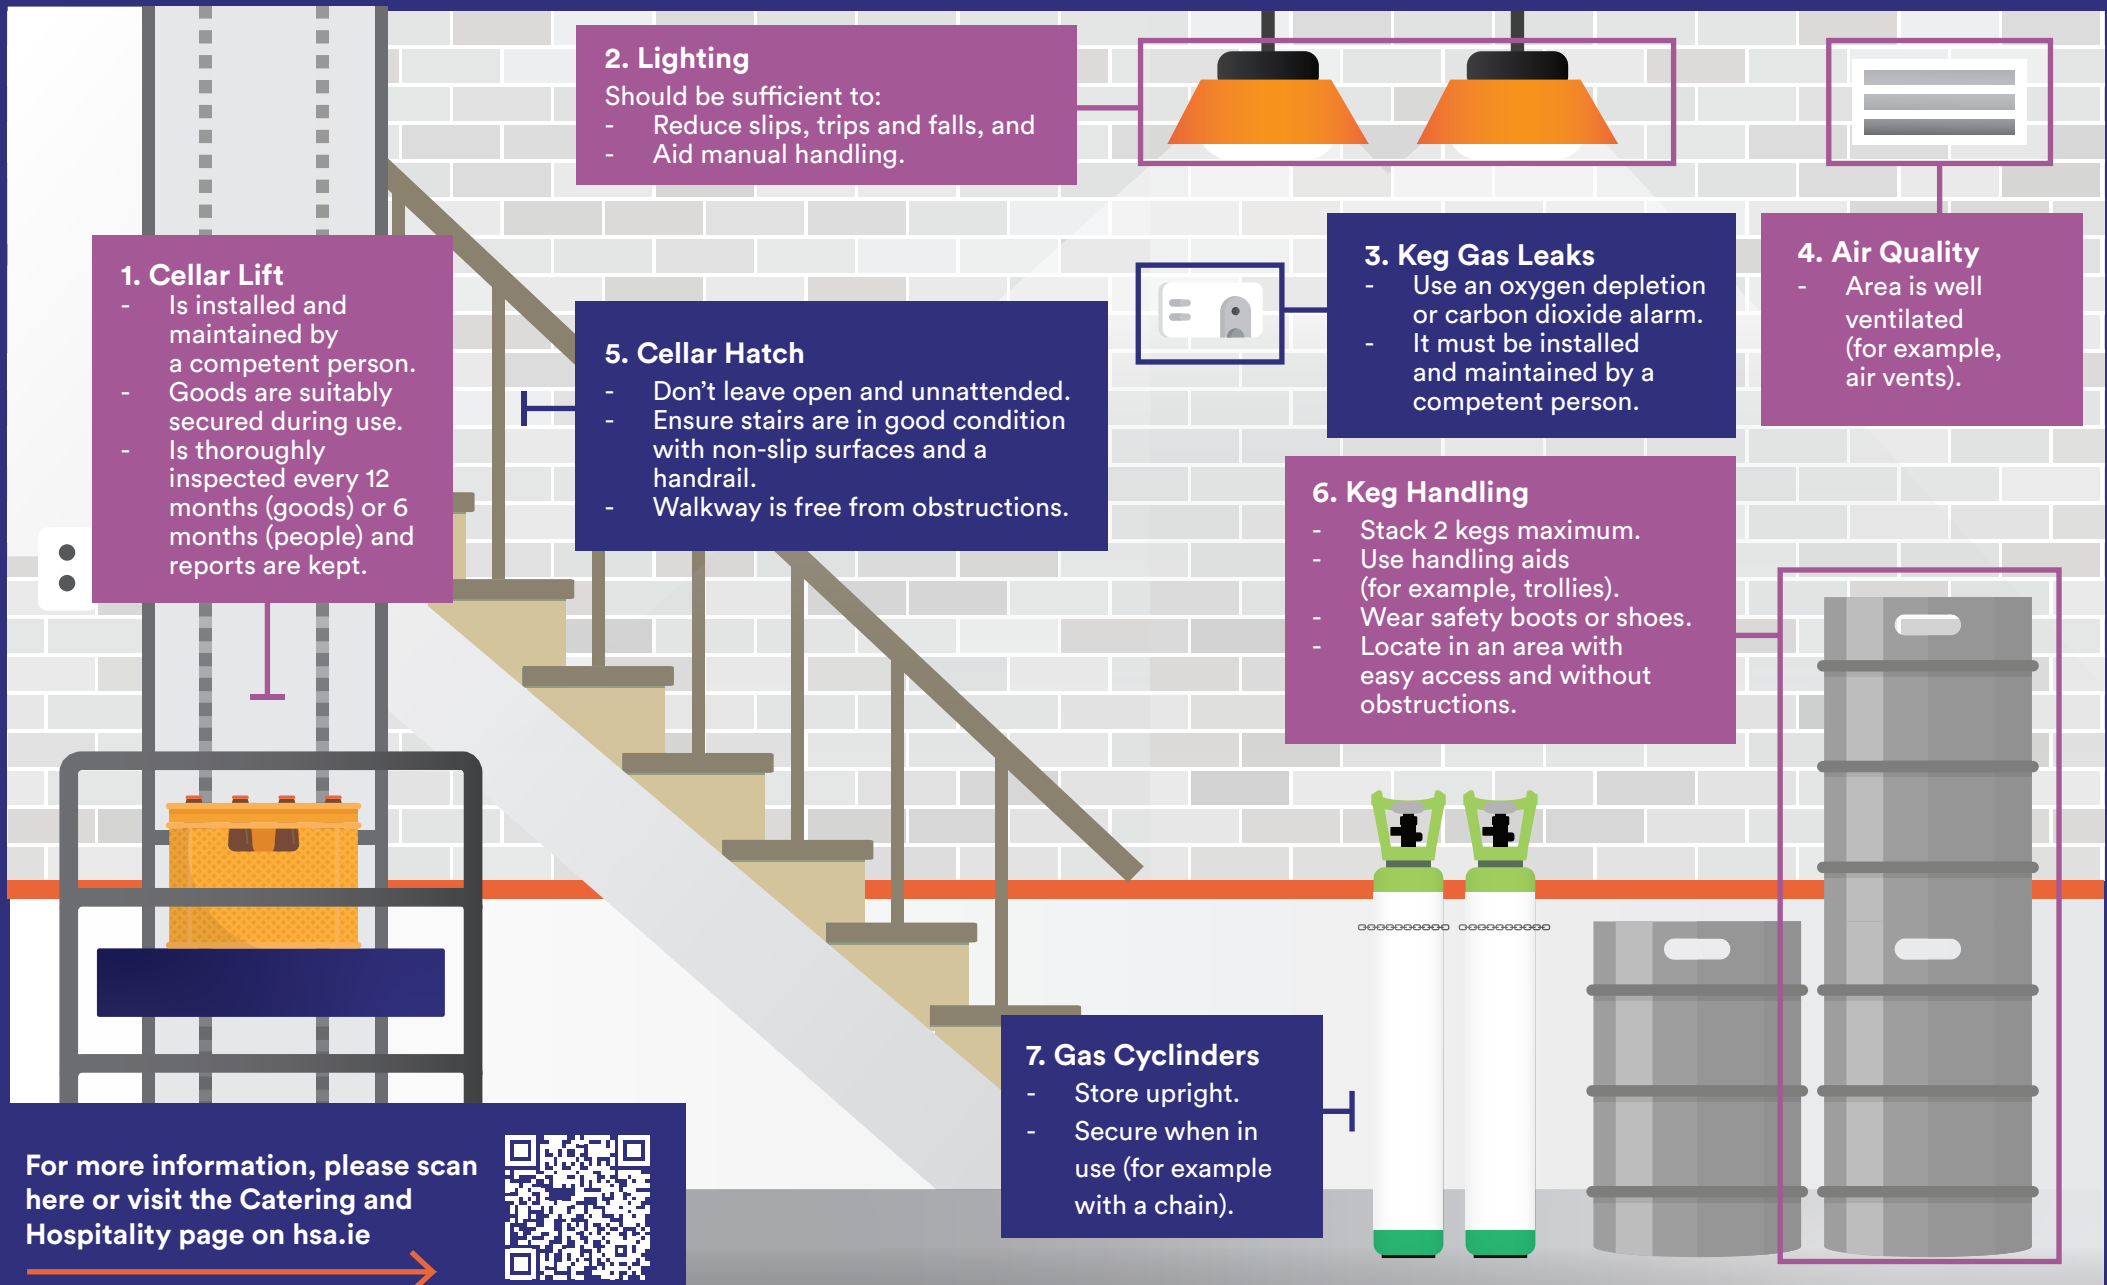 2. Lighting
Should be sufficient to:
- Reduce slips, trips and falls, and
- Aid manual handling.
1. Cellar Lift
- Is installed and
maintained by
a competent person.
- Goods are suitably
secured during use.
- Is thoroughly
inspected every 12
months (goods) or 6
months (people) and
reports are kept.
5. Cellar Hatch
- Don’t leave open and unnattended.
- Ensure stairs are in good condition
with non-slip surfaces and a
handrail.
- Walkway is free from obstructions.
3. Keg Gas Leaks
- Use an oxygen depletion
or carbon dioxide alarm.
- It must be installed
and maintained by a
competent person.
4. Air Quality
- Area is well
ventilated
(for example,
air vents).
6. Keg Handling
- Stack 2 kegs maximum.
- Use handling aids
(for example, trollies).
- Wear safety boots or shoes.
- Locate in an area with
easy access and without
obstructions.
7. Gas Cyclinders
- Store upright.
- Secure when in
use (for example
with a chain).
For more information, please scan
here or visit the Catering and
Hospitality page on hsa.ie